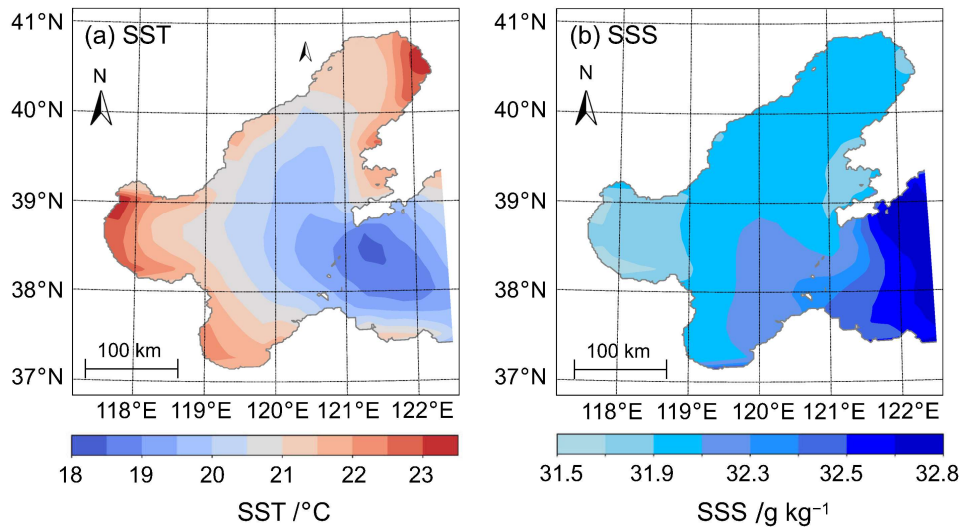 41°N
(a) SST
N
40°N
39°N
38°N
100 km
37°N
118°E 119°E 120°E 121°E 122°E
18 19 20 21 22 23
SST /°C
41°N
(b) SSS
N
40°N
39°N
38°N
100 km
37°N
118°E 119°E 120°E 121°E 122°E
31.5 31.9 32.3 32.5 32.8
SSS /g kg⁻¹